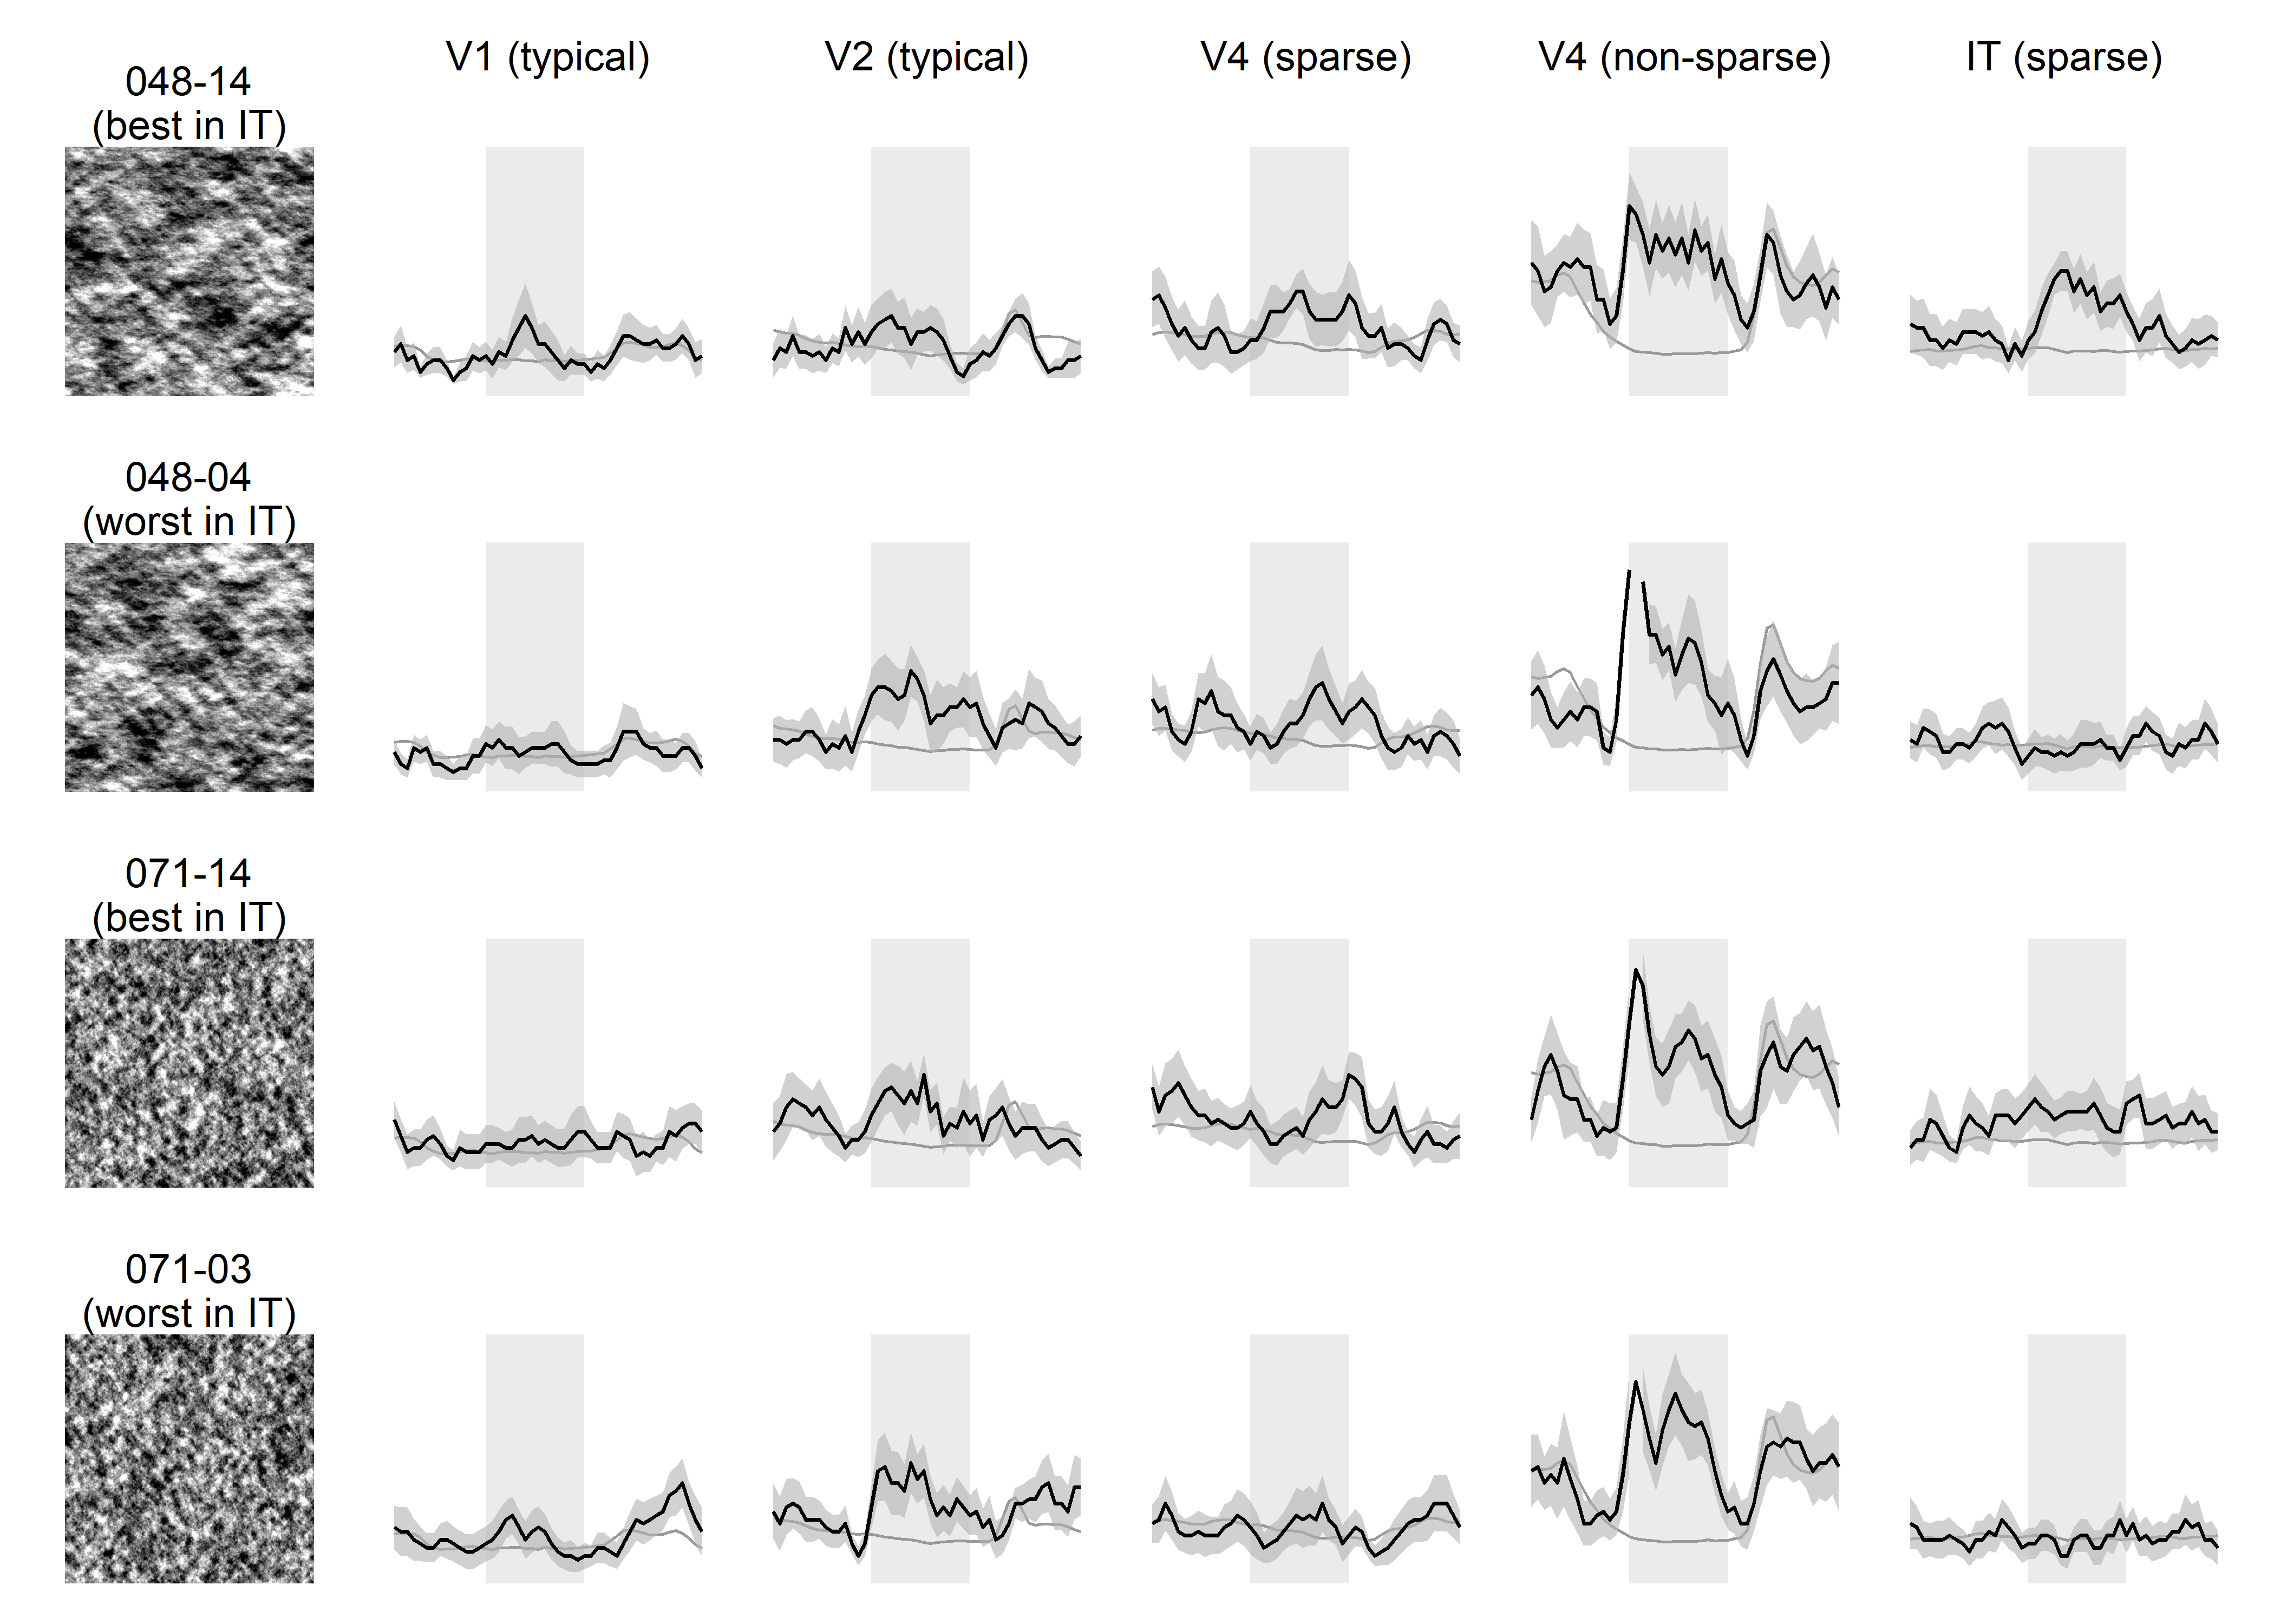 V1 (typical)
V2 (typical)
V4 (sparse)
V4 (non-sparse)
IT (sparse)
048-14
(best in IT)
048-04
(worst in IT)
071-14
(best in IT)
071-03
(worst in IT)